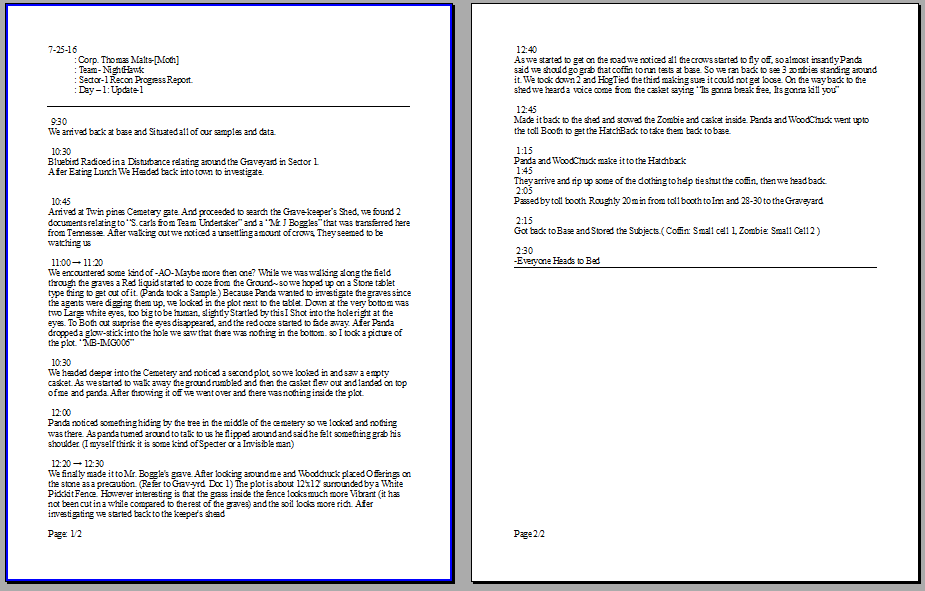 7-25-16
: Corp. Thomas Malts-[Moth]
: Team- NightHawk
: Sector-1 Recon Progress Report.
: Day – 1: Update-1
9:30
We arrived back at base and Situated all of our samples and data.
10:30
Bluebird Radioed in a Disturbance relating around the Graveyard in Sector 1.
After Eating Lunch We Headed back into town to investigate.
10:45
Arrived at Twin pines Cemetery gate. And proceeded to search the Grave-keeper's Shed, we found 2
documents relating to "S. carls from Team Undertaker" and a "Mr. J Boggles" that was transferred here
from Tennessee. After walking out we noticed a unsettling amount of crows, They seemed to be
watching us
11:00 → 11:20
We encountered some kind of -AO- Maybe more then one? While we was walking along the field
through the graves a Red liquid started to ooze from the Ground~ so we hoped up on a Stone tablet
type thing to get out of it. (Panda took a Sample.) Because Panda wanted to investigate the graves since
the agents were digging them up, we looked in the plot next to the tablet. Down at the very bottom was
two Large white eyes, too big to be human, slightly Startled by this I Shot into the hole right at the
eyes. To Both our surprise the eyes disappeared, and the red ooze started to fade away. After Panda
dropped a glow-stick into the hole we saw that there was nothing in the bottom. so I took a picture of
the plot. "MB-IMG006"
10:30
We headed deeper into the Cemetery and noticed a second plot, so we looked in and saw a empty
casket. As we started to walk away the ground rumbled and then the casket flew out and landed on top
of me and panda. After throwing it off we went over and there was nothing inside the plot.
12:00
Panda noticed something hiding by the tree in the middle of the cemetery so we looked and nothing
was there. As panda turned around to talk to us he flipped around and said he felt something grab his
shoulder. (I myself think it is some kind of Specter or a Invisible man)
12:20 → 12:30
We finally made it to Mr. Boggle's grave. After looking around me and Woodchuck placed Offerings on
the stone as a precaution. (Refer to Grav-yrd. Doc 1) The plot is about 12'x12' surrounded by a White
Pickkit Fence. However interesting is that the grass inside the fence looks much more Vibrant (it has
not been cut in a while compared to the rest of the graves) and the soil looks more rich. After
investigating we started back to the keeper's shead
Page: 1/2
12:40
As we started to get on the road we noticed all the crows started to fly off, so almost instantly Panda
said we should go grab that coffin to run tests at base. So we ran back to see 3 zombies standing around
it. We took down 2 and HogTied the third making sure it could not get loose. On the way back to the
shed we heard a voice come from the casket saying "Its gonna break free, Its gonna kill you"
12:45
Made it back to the shed and stowed the Zombie and casket inside. Panda and WoodChuck went up to
the toll Booth to get the HatchBack to take them back to base.
1:15
Panda and WoodChuck make it to the Hatchback
1:45
They arrive and rip up some of the clothing to help tie shut the coffin, then we head back.
2:05
Passed by toll booth. Roughly 20 min from toll booth to Inn and 28-30 to the Graveyard.
2:15
Got back to Base and Stored the Subjects. ( Coffin: Small cell 1, Zombie: Small Cell 2 )
2:30
-Everyone Heads to Bed
Page 2/2